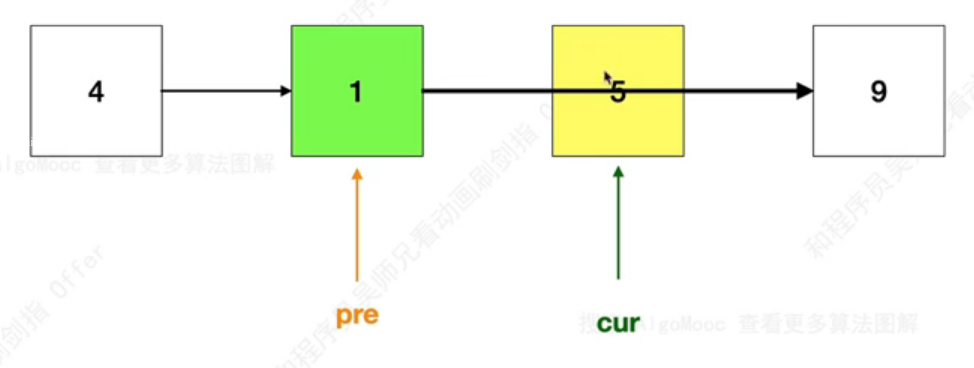 4 1 5 9
AlgoMooc 查看更多算法图解
和程序员吴师兄看动画刷剑指 O
剑指 Offer
和程序员吴
pre
cur
AlgoMooc 查看更多算法图解